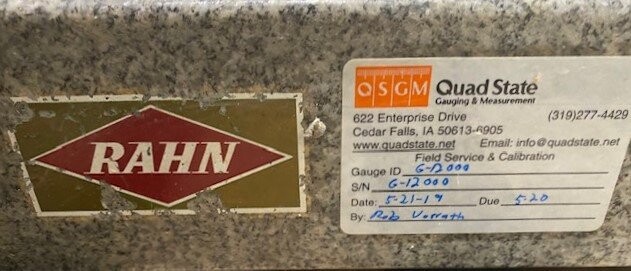 RAHN
QSGM Quad State
Gauging & Measurement
622 Enterprise Drive (319)277-4429
Cedar Falls, IA 50613-6905
www.quadstate.net Email: info@quadstate.net
Field Service & Calibration
Gauge ID G-12000
S/N G-12000
Date: 5-21-19 Due 5-20
By: Rob